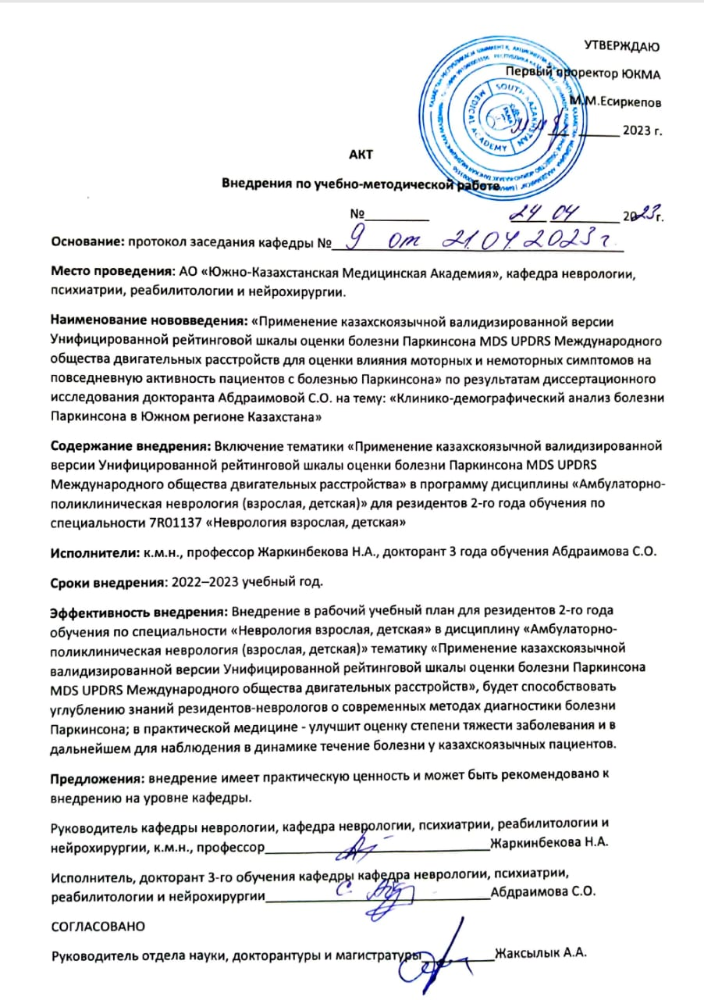 УТВЕРЖДАЮ
Первый проректор ЮКМА
М.М.Есиркепов
2023 г.
SOUTH KAZAKHSTAN
MEDICAL ACADEMY
АКТ
Внедрения по учебно-методической работе
№_________ 24 04 2023г.
Основание: протокол заседания кафедры № 9 от 21.04.2023 г.
Место проведения: АО «Южно-Казахстанская Медицинская Академия», кафедра неврологии,
психиатрии, реабилитологии и нейрохирургии.
Наименование нововведения: «Применение казахскоязычной валидизированной версии
Унифицированной рейтинговой шкалы оценки болезни Паркинсона MDS UPDRS Международного
общества двигательных расстройств для оценки влияния моторных и немоторных симптомов на
повседневную активность пациентов с болезнью Паркинсона» по результатам диссертационного
исследования докторанта Абдраимовой С.О. на тему: «Клинико-демографический анализ болезни
Паркинсона в Южном регионе Казахстана»
Содержание внедрения: Включение тематики «Применение казахскоязычной валидизированной
версии Унифицированной рейтинговой шкалы оценки болезни Паркинсона MDS UPDRS
Международного общества двигательных расстройства» в программу дисциплины «Амбулаторно-
поликлиническая неврология (взрослая, детская)» для резидентов 2-го года обучения по
специальности 7R01137 «Неврология взрослая, детская»
Исполнители: к.м.н., профессор Жаркинбекова Н.А., докторант 3 года обучения Абдраимова С.О.
Сроки внедрения: 2022–2023 учебный год.
Эффективность внедрения: Внедрение в рабочий учебный план для резидентов 2-го года
обучения по специальности «Неврология взрослая, детская» в дисциплину «Амбулаторно-
поликлиническая неврология (взрослая, детская)» тематику «Применение казахскоязычной
валидизированной версии Унифицированной рейтинговой шкалы оценки болезни Паркинсона
MDS UPDRS Международного общества двигательных расстройств», будет способствовать
углублению знаний резидентов-неврологов о современных методах диагностики болезни
Паркинсона; в практической медицине - улучшит оценку степени тяжести заболевания и в
дальнейшем для наблюдения в динамике течение болезни у казахскоязычных пациентов.
Предложения: внедрение имеет практическую ценность и может быть рекомендовано к
внедрению на уровне кафедры.
Руководитель кафедры неврологии, кафедра неврологии, психиатрии, реабилитологии и
нейрохирургии, к.м.н., профессор______________________________Жаркинбекова Н.А.
Исполнитель, докторант 3-го обучения кафедры кафедра неврологии, психиатрии,
реабилитологии и нейрохирургии______________________________Абдраимова С.О.
СОГЛАСОВАНО
Руководитель отдела науки, докторантуры и магистратуры__________Жаксылык А.А.